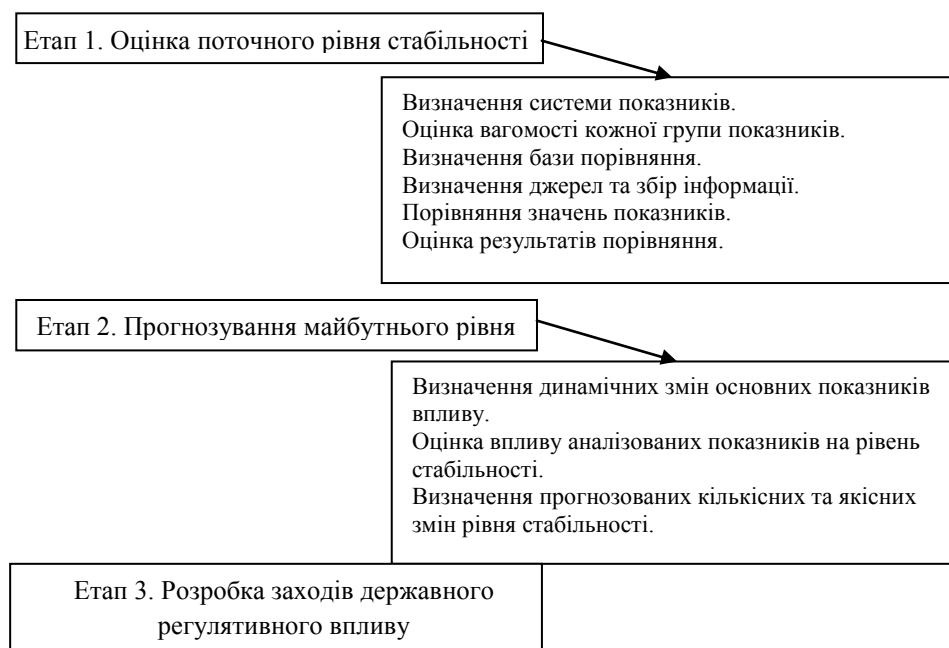 Етап 1. Оцінка поточного рівня стабільності
Визначення системи показників.
Оцінка вагомості кожної групи показників.
Визначення бази порівняння.
Визначення джерел та збір інформації.
Порівняння значень показників.
Оцінка результатів порівняння.
Етап 2. Прогнозування майбутнього рівня
Визначення динамічних змін основних показників
впливу.
Оцінка впливу аналізованих показників на рівень
стабільності.
Визначення прогнозованих кількісних та якісних
змін рівня стабільності.
Етап 3. Розробка заходів державного
регулятивного впливу